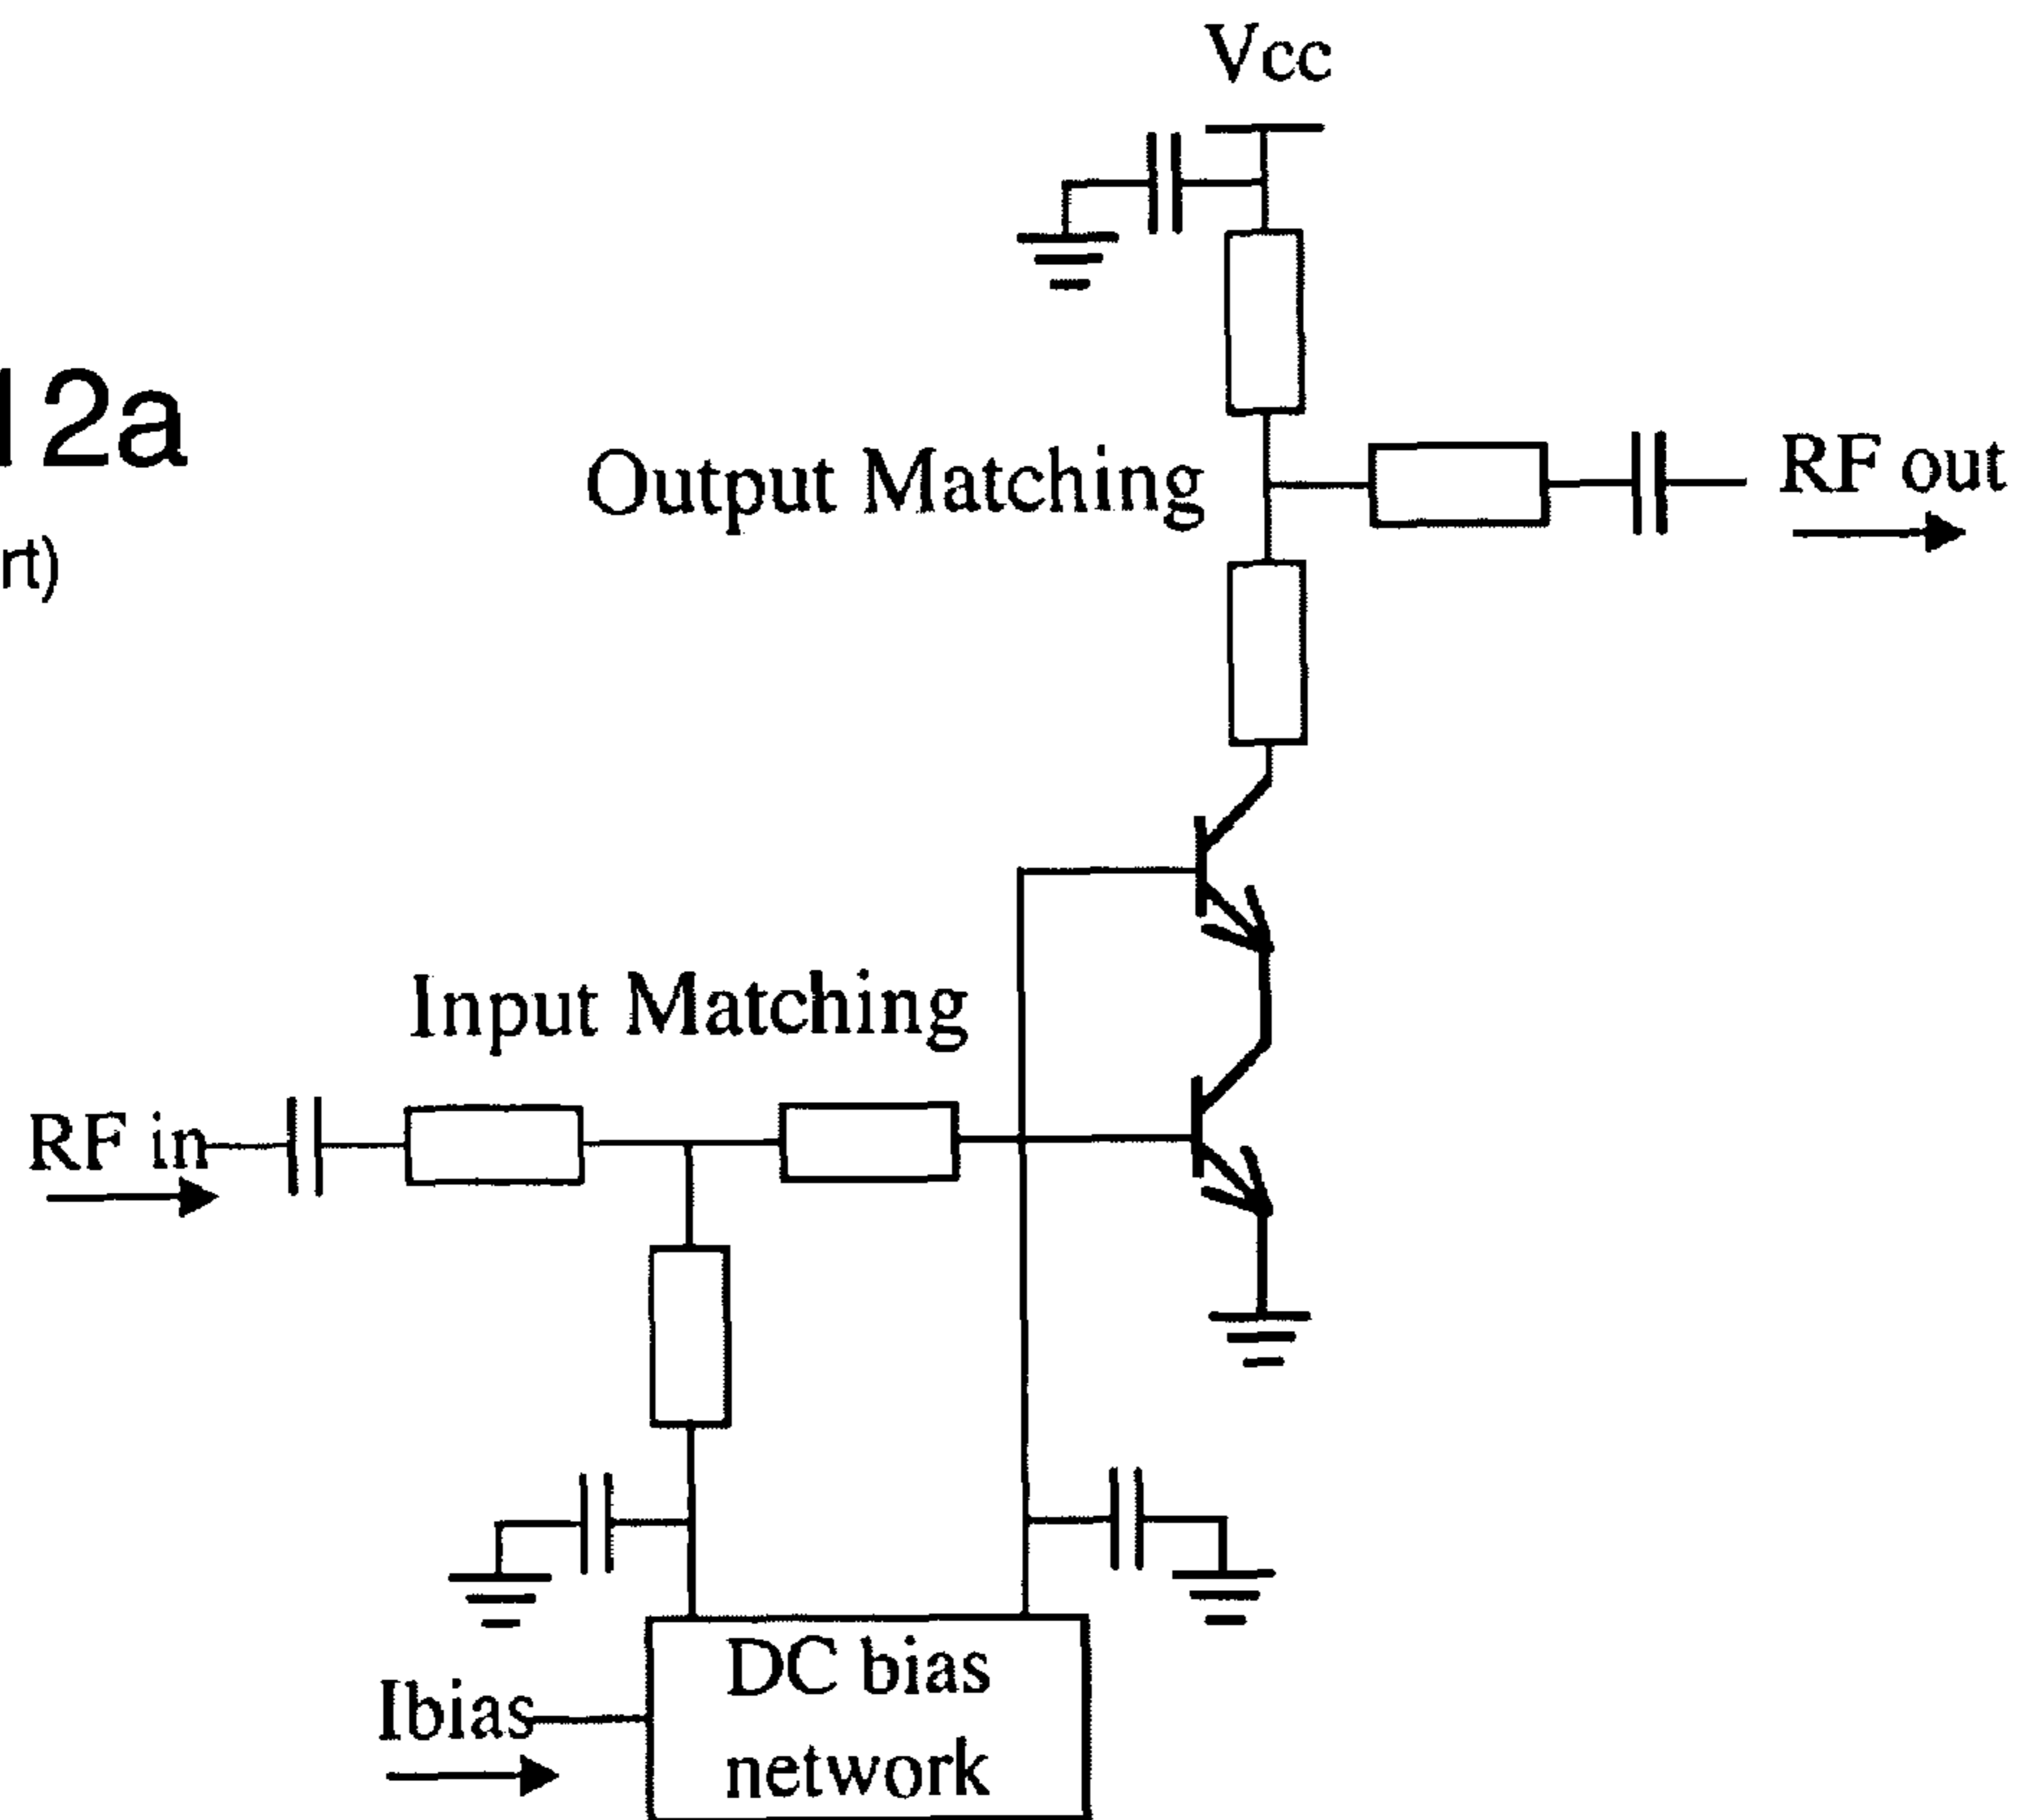 Vcc
12a
Output Matching
RF out
rt)
Input Matching
RF in
DC bias
Ibias
network